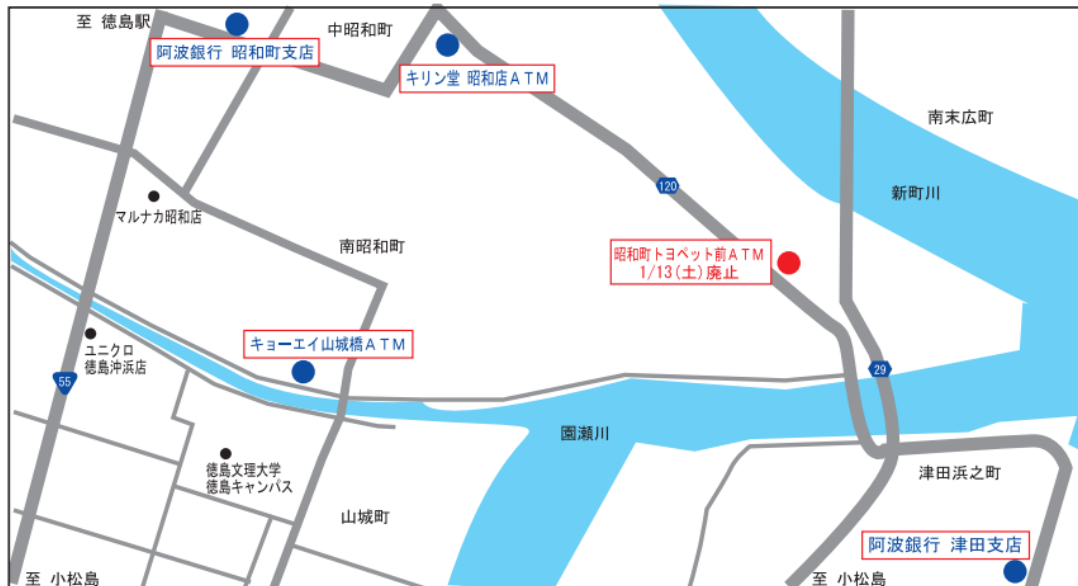 至 徳島駅
阿波銀行 昭和町支店
中昭和町
キリン堂 昭和店ATM
南末広町
120
新町川
マルナカ昭和店
南昭和町
昭和町トヨペット前ATM
1/13(土)廃止
キョーエイ山城橋ATM
ユニクロ
徳島沖浜店
55
29
園瀬川
徳島文理大学
徳島キャンパス
津田浜之町
山城町
阿波銀行 津田支店
至 小松島
至 小松島